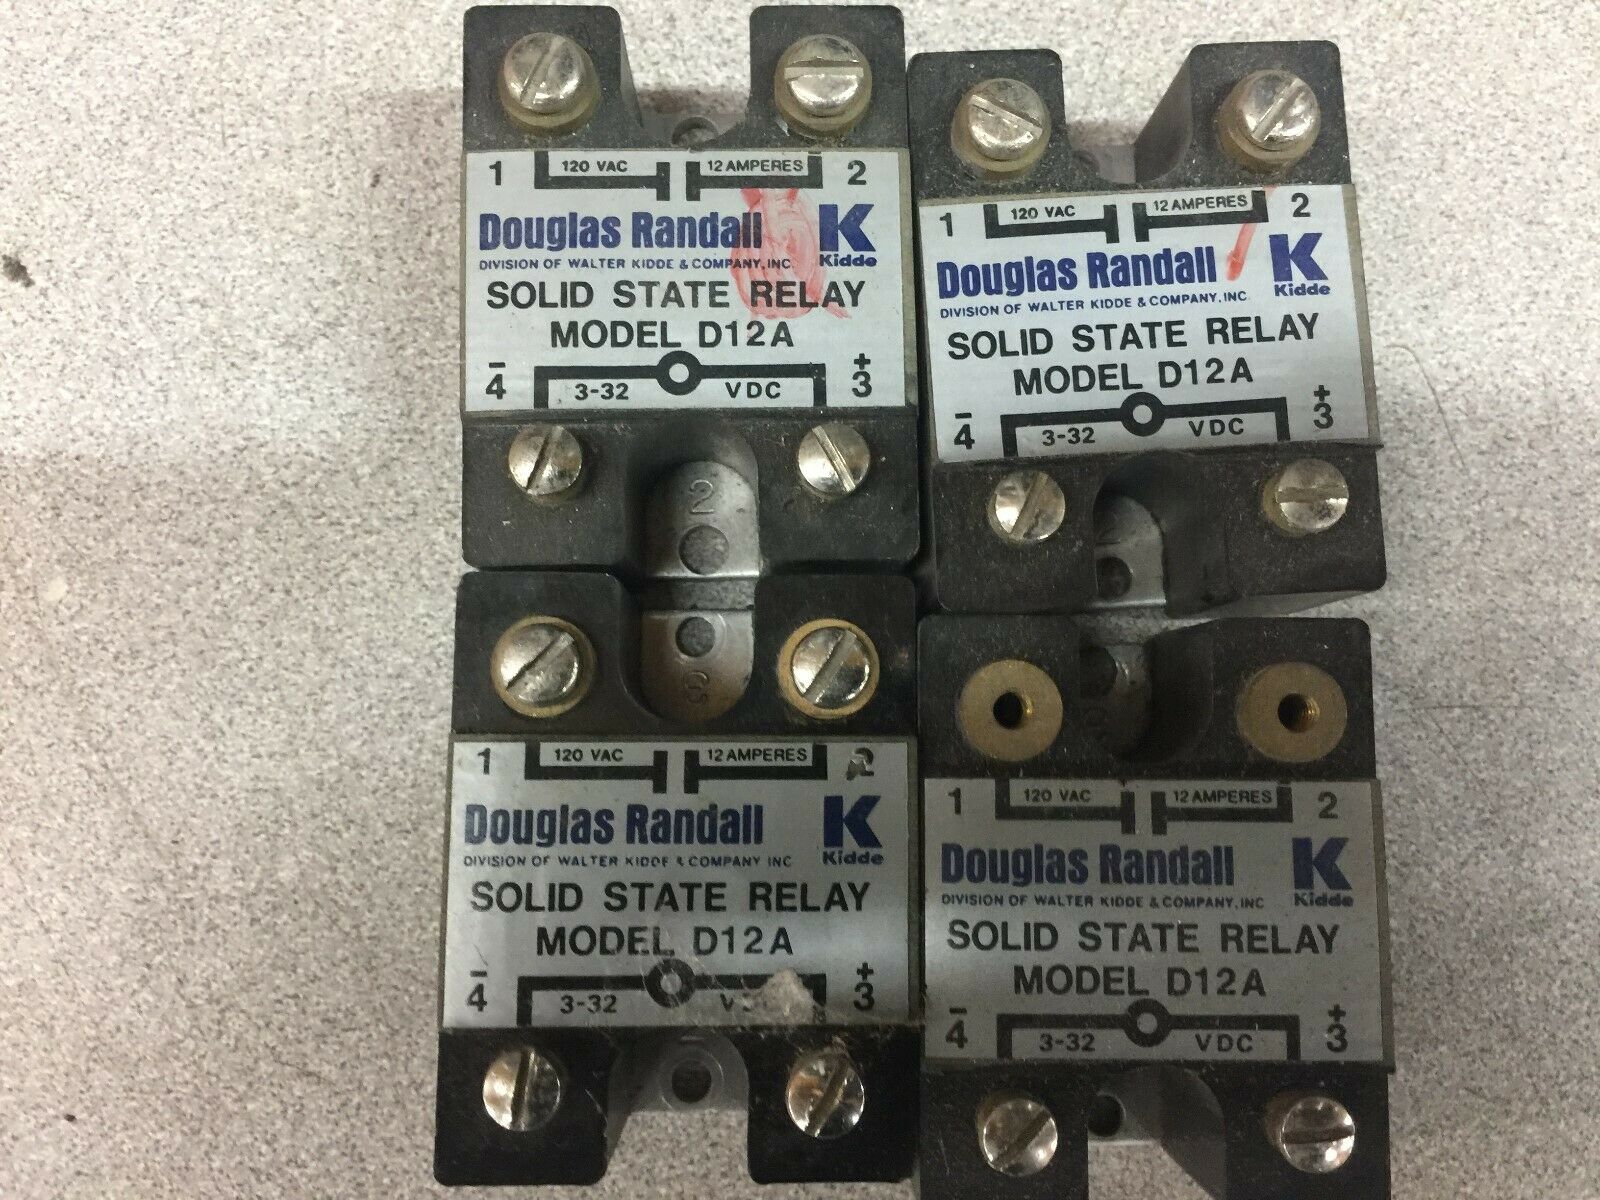 1 120 VAC 12 AMPERES 2
Douglas Randall K
DIVISION OF WALTER KIDDE & COMPANY, INC. Kidde
SOLID STATE RELAY
MODEL D12A
- +
4 3-32 VDC 3
2
1 120 VAC 12 AMPERES 2
Douglas Randall K
DIVISION OF WALTER KIDDE & COMPANY, INC. Kidde
SOLID STATE RELAY
MODEL D12A
- +
4 3-32 VDC 3
1 120 VAC 12 AMPERES 2
Douglas Randall K
DIVISION OF WALTER KIDDE & COMPANY INC Kidde
SOLID STATE RELAY
MODEL D12A
- +
4 3-32 3
1 120 VAC 12 AMPERES 2
Douglas Randall K
DIVISION OF WALTER KIDDE & COMPANY, INC Kidde
SOLID STATE RELAY
MODEL D12A
- +
4 3-32 VDC 3